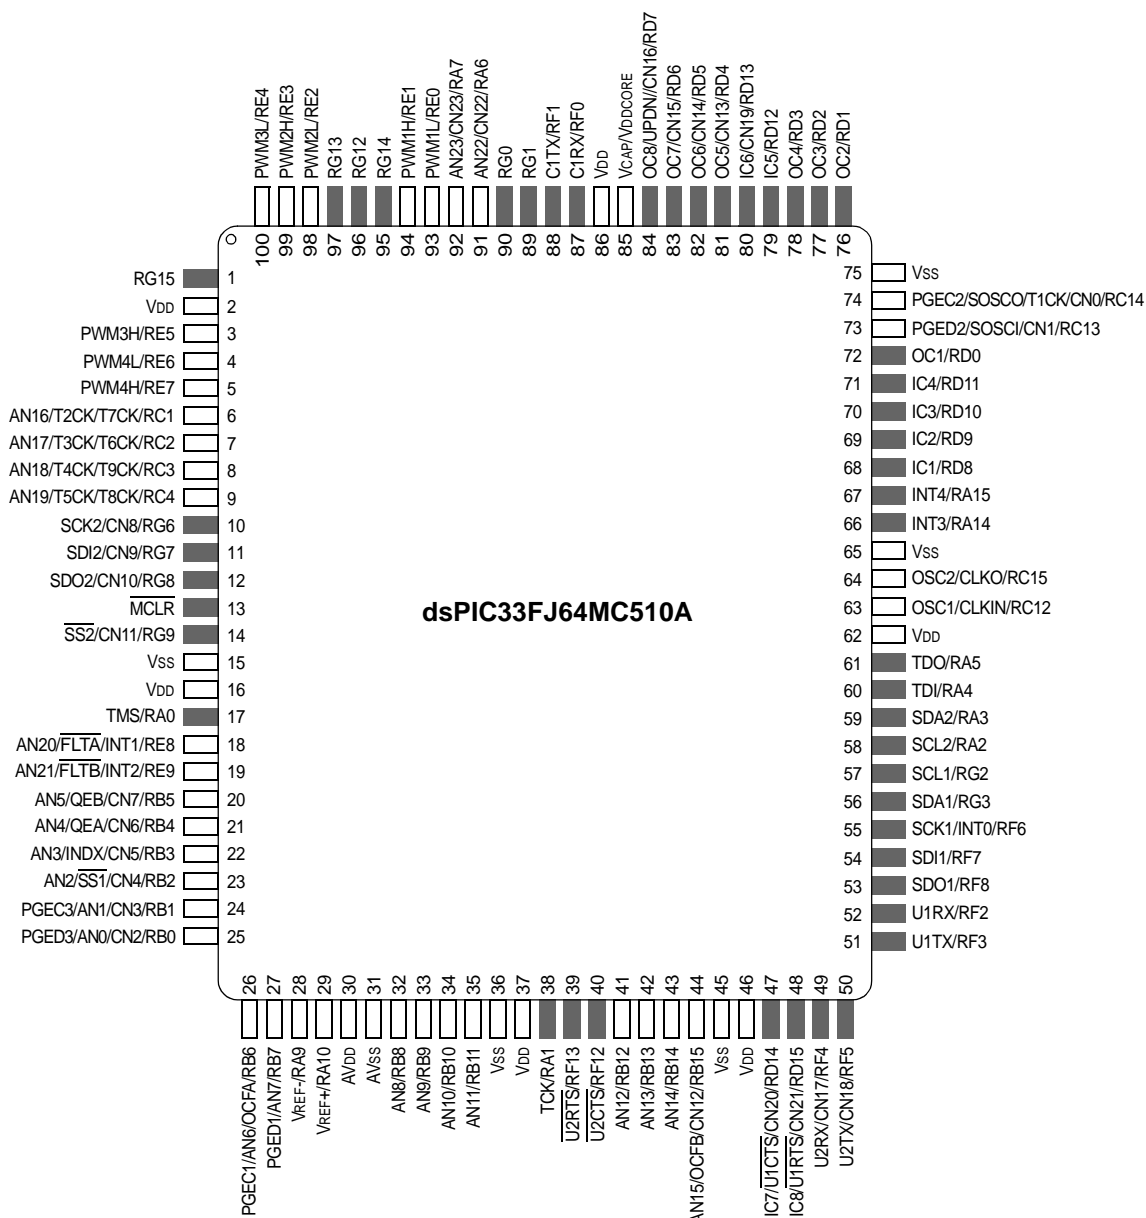 PWM3L/RE4
PWM2H/RE3
PWM2L/RE2
RG13
RG12
RG14
PWM1H/RE1
PWM1L/RE0
AN23/CN23/RA7
AN22/CN22/RA6
RG0
RG1
C1TX/RF1
C1RX/RF0
VDD
VCAP/VDDCORE
OC8/UPDN//CN16/RD7
OC7/CN15/RD6
OC6/CN14/RD5
OC5/CN13/RD4
IC6/CN19/RD13
IC5/RD12
OC4/RD3
OC3/RD2
OC2/RD1
100
99
98
97
96
95
94
93
92
91
90
89
88
87
86
85
84
83
82
81
80
79
78
77
76
RG15 1
VDD 2
PWM3H/RE5 3
PWM4L/RE6 4
PWM4H/RE7 5
AN16/T2CK/T7CK/RC1 6
AN17/T3CK/T6CK/RC2 7
AN18/T4CK/T9CK/RC3 8
AN19/T5CK/T8CK/RC4 9
SCK2/CN8/RG6 10
SDI2/CN9/RG7 11
SDO2/CN10/RG8 12
MCLR 13
SS2/CN11/RG9 14
VSS 15
VDD 16
TMS/RA0 17
AN20/FLTA/INT1/RE8 18
AN21/FLTB/INT2/RE9 19
AN5/QEB/CN7/RB5 20
AN4/QEA/CN6/RB4 21
AN3/INDX/CN5/RB3 22
AN2/SS1/CN4/RB2 23
PGEC3/AN1/CN3/RB1 24
PGED3/AN0/CN2/RB0 25
dsPIC33FJ64MC510A
75 VSS
74 PGEC2/SOSCO/T1CK/CN0/RC14
73 PGED2/SOSCI/CN1/RC13
72 OC1/RD0
71 IC4/RD11
70 IC3/RD10
69 IC2/RD9
68 IC1/RD8
67 INT4/RA15
66 INT3/RA14
65 VSS
64 OSC2/CLKO/RC15
63 OSC1/CLKIN/RC12
62 VDD
61 TDO/RA5
60 TDI/RA4
59 SDA2/RA3
58 SCL2/RA2
57 SCL1/RG2
56 SDA1/RG3
55 SCK1/INT0/RF6
54 SDI1/RF7
53 SDO1/RF8
52 U1RX/RF2
51 U1TX/RF3
26
27
28
29
30
31
32
33
34
35
36
37
38
39
40
41
42
43
44
45
46
47
48
49
50
PGEC1/AN6/OCFA/RB6
PGED1/AN7/RB7
VREF-/RA9
VREF+/RA10
AVDD
AVSS
AN8/RB8
AN9/RB9
AN10/RB10
AN11/RB11
VSS
VDD
TCK/RA1
U2RTS/RF13
U2CTS/RF12
AN12/RB12
AN13/RB13
AN14/RB14
AN15/OCFB/CN12/RB15
VSS
VDD
IC7/U1CTS/CN20/RD14
IC8/U1RTS/CN21/RD15
U2RX/CN17/RF4
U2TX/CN18/RF5